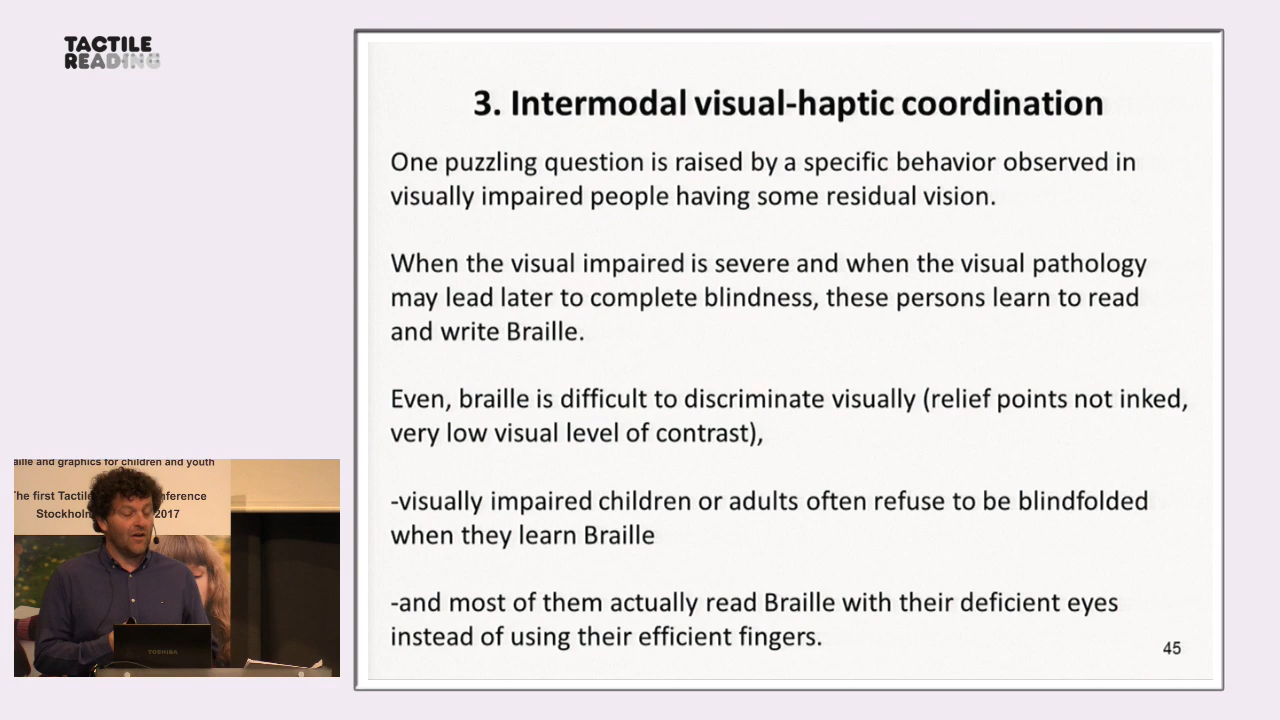 TACTILE
READING
3. Intermodal visual-haptic coordination
One puzzling question is raised by a specific behavior observed in
visually impaired people having some residual vision.
When the visual impaired is severe and when the visual pathology
may lead later to complete blindness, these persons learn to read
and write Braille.
Even, braille is difficult to discriminate visually (relief points not inked,
very low visual level of contrast),
-visually impaired children or adults often refuse to be blindfolded
when they learn Braille
-and most of them actually read Braille with their deficient eyes
instead of using their efficient fingers.
45
and graphics for children and youth
The first Tactile
Stockholm 2017
TOSHIBA